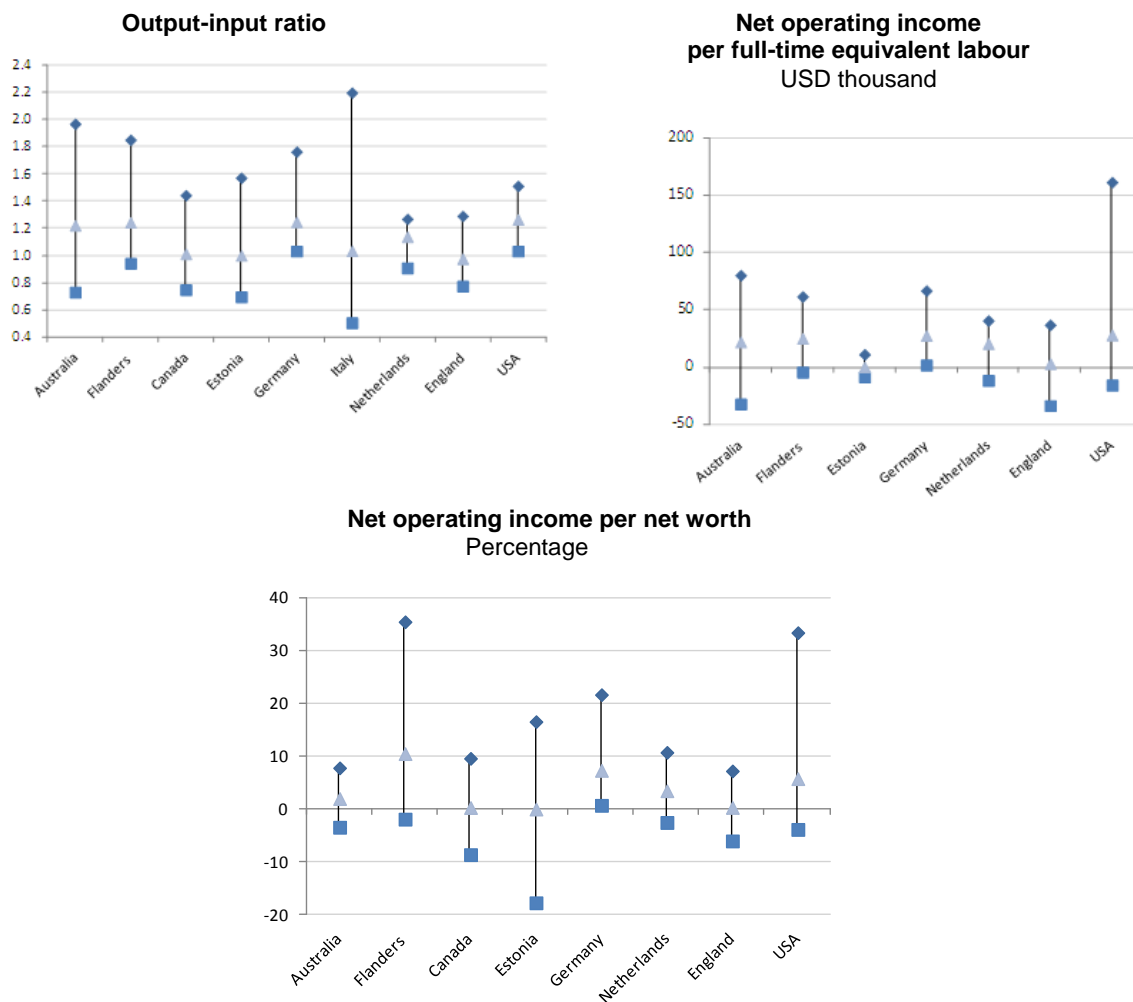 Output-input ratio
2.4
2.2
2.0
1.8
1.6
1.4
1.2
1.0
0.8
0.6
0.4
Australia
Flanders
Canada
Estonia
Germany
Italy
Netherlands
England
USA
Net operating income
per full-time equivalent labour
USD thousand
200
150
100
50
0
-50
Australia
Flanders
Estonia
Germany
Netherlands
England
USA
Net operating income per net worth
Percentage
40
30
20
10
0
-10
-20
Australia
Flanders
Canada
Estonia
Germany
Netherlands
England
USA